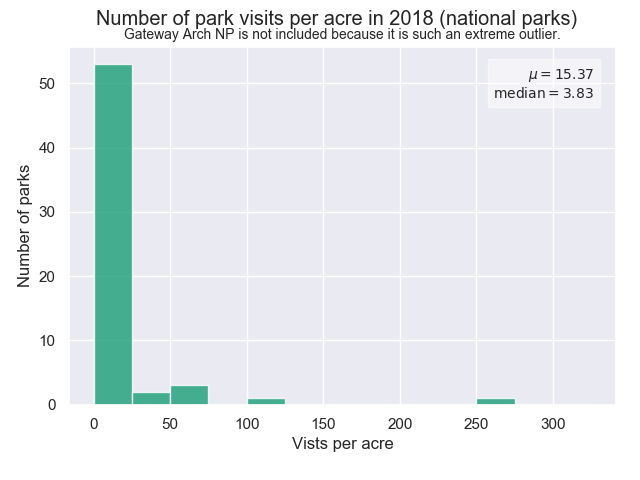 Number of park visits per acre in 2018 (national parks)
Gateway Arch NP is not included because it is such an extreme outlier.
μ = 15.37
median = 3.83
50
40
30
20
10
0
Number of parks
0 50 100 150 200 250 300
Vists per acre